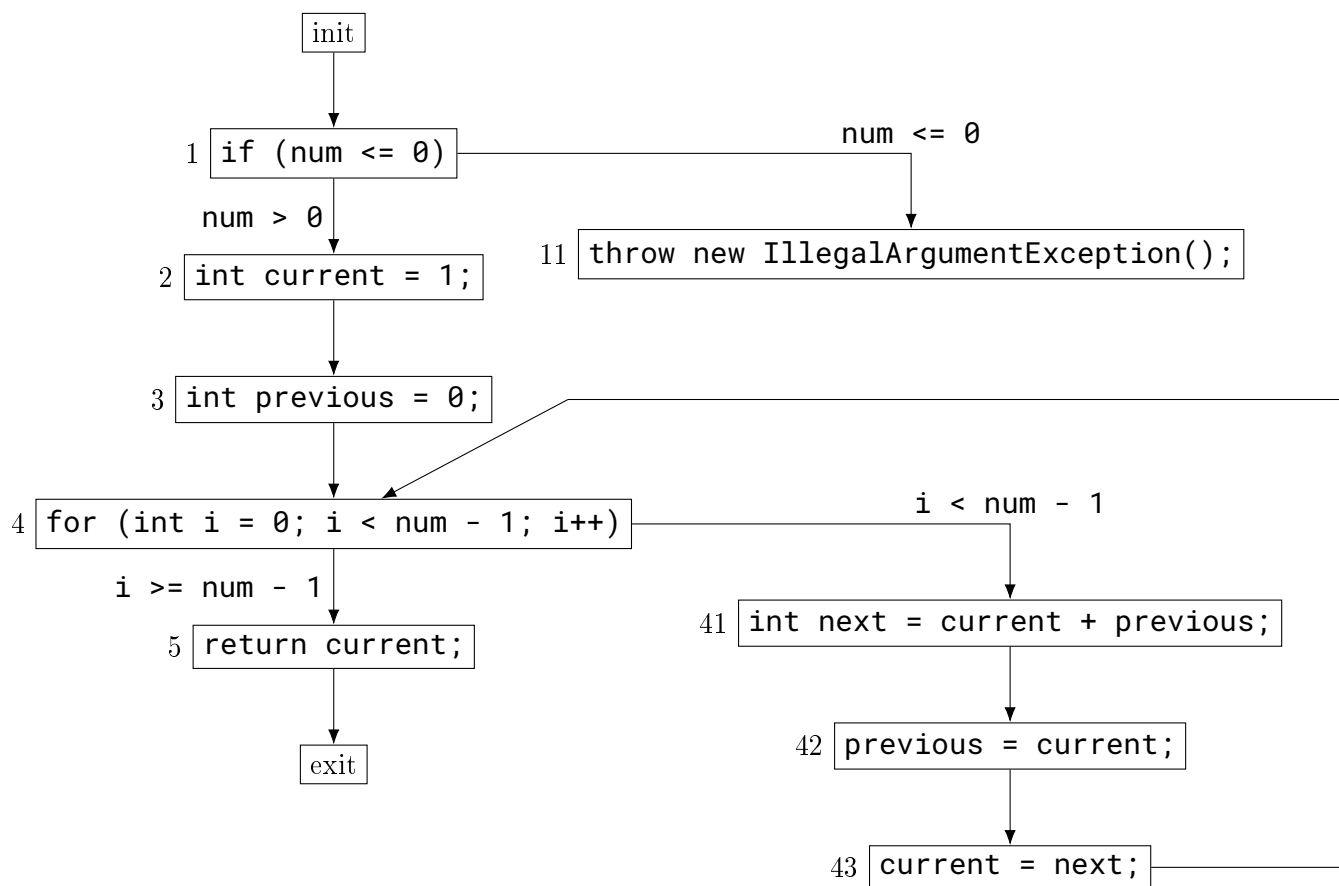 init
num <= 0
1 if (num <= 0)
num > 0
11 throw new IllegalArgumentException();
2 int current = 1;
3 int previous = 0;
i < num - 1
4 for (int i = 0; i < num - 1; i++)
i >= num - 1
41 int next = current + previous;
5 return current;
42 previous = current;
exit
43 current = next;